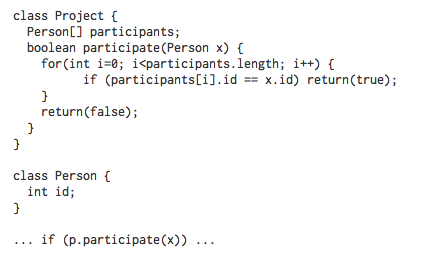 class Project {
  Person[] participants;
  boolean participate(Person x) {
    for(int i=0; i<participants.length; i++) {
          if (participants[i].id == x.id) return(true);
    }
    return(false);
  }
}

class Person {
  int id;
}

... if (p.participate(x)) ...